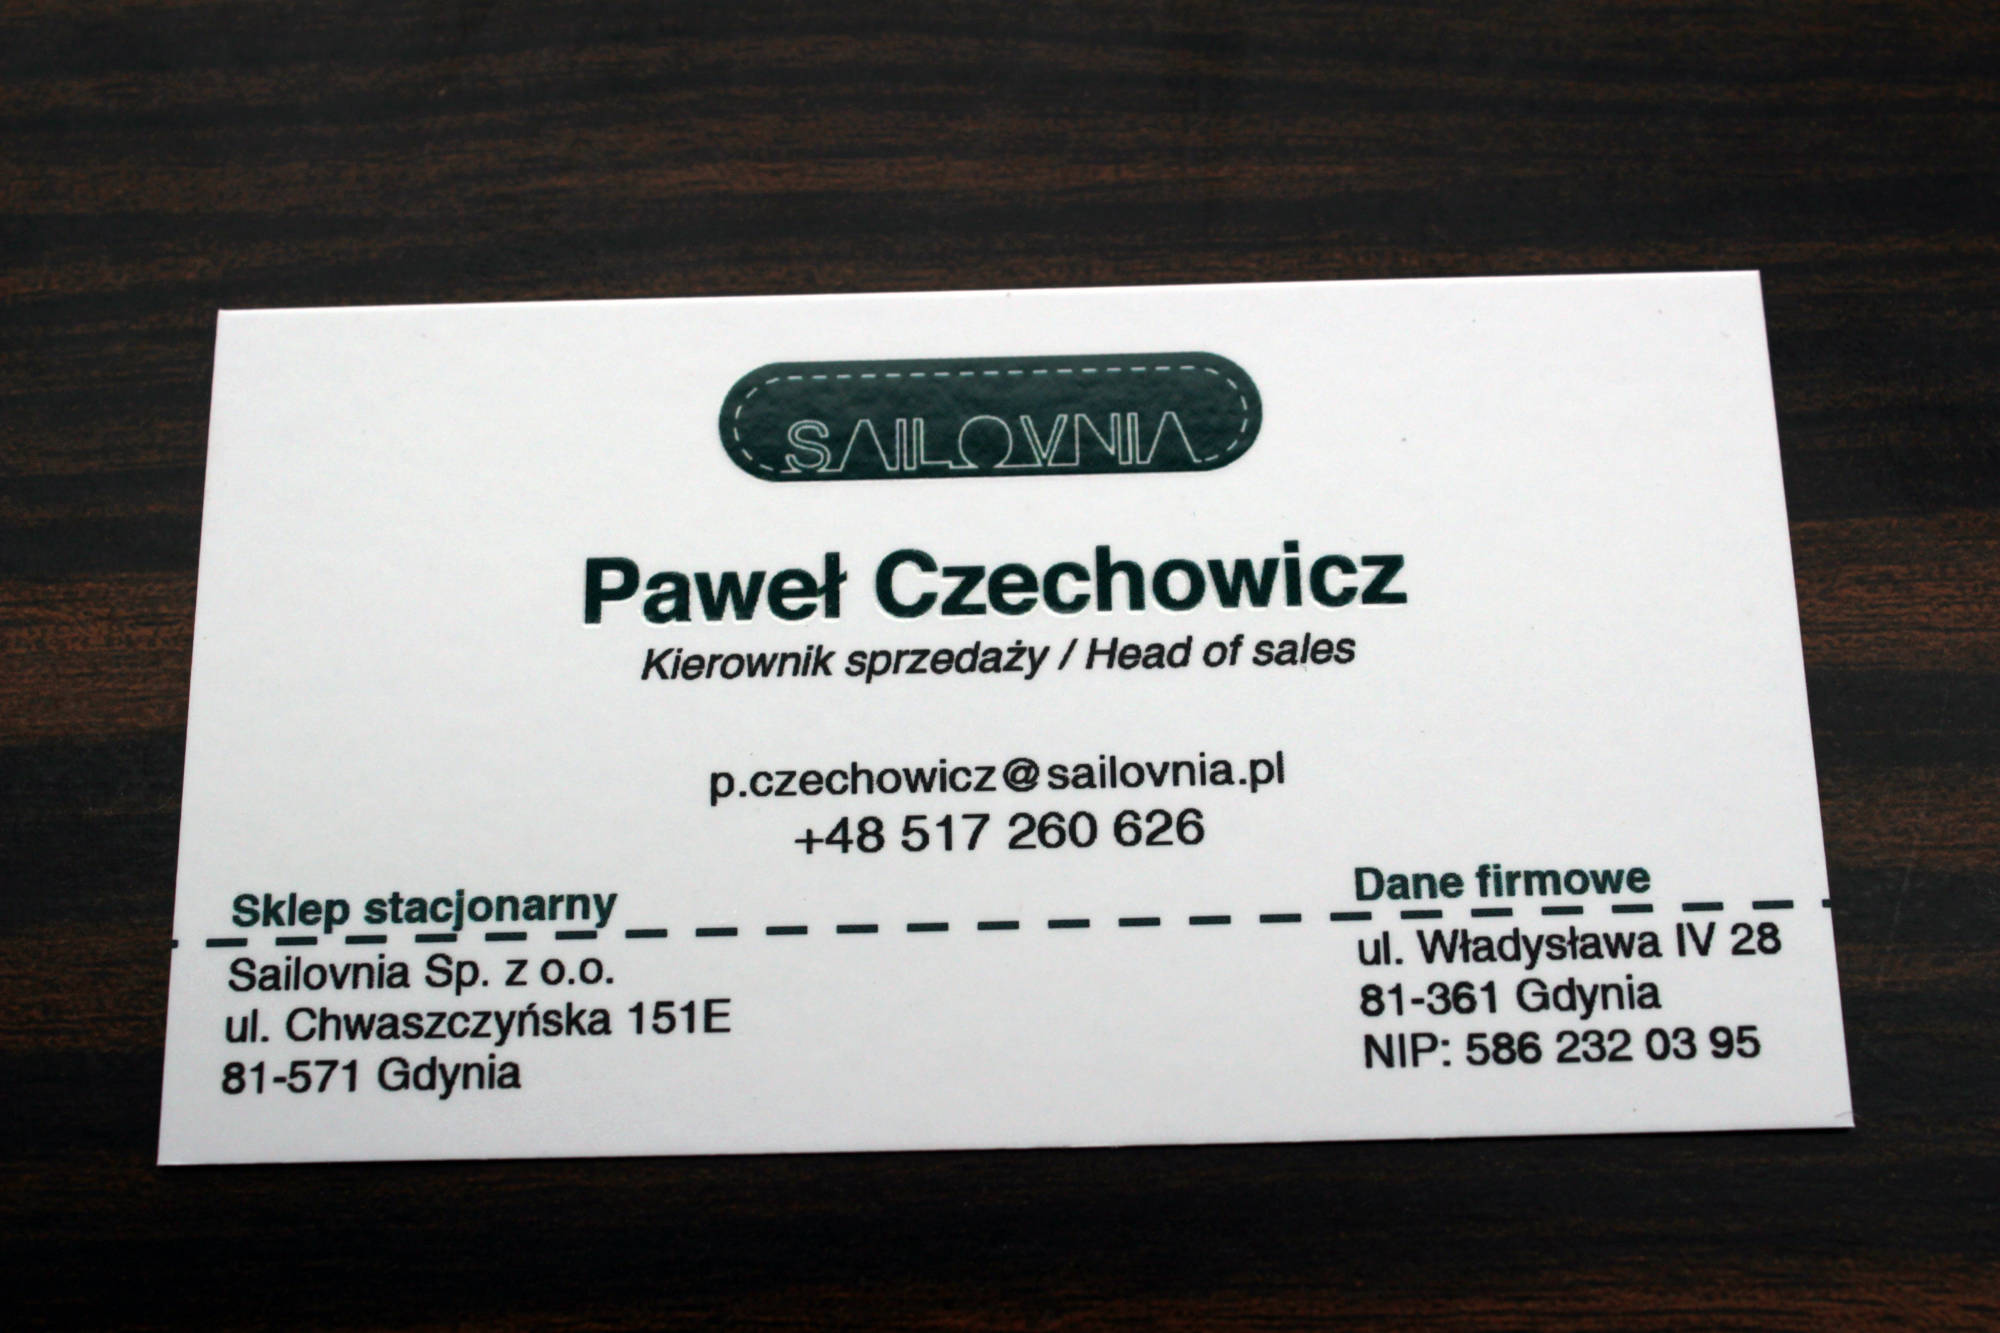 SAILOVNIA
Paweł Czechowicz
Kierownik sprzedaży / Head of sales
p.czechowicz@sailovnia.pl
+48 517 260 626
Sklep stacjonarny
Sailovnia Sp. z o.o.
ul. Chwaszczyńska 151E
81-571 Gdynia
Dane firmowe
ul. Władysława IV 28
81-361 Gdynia
NIP: 586 232 03 95